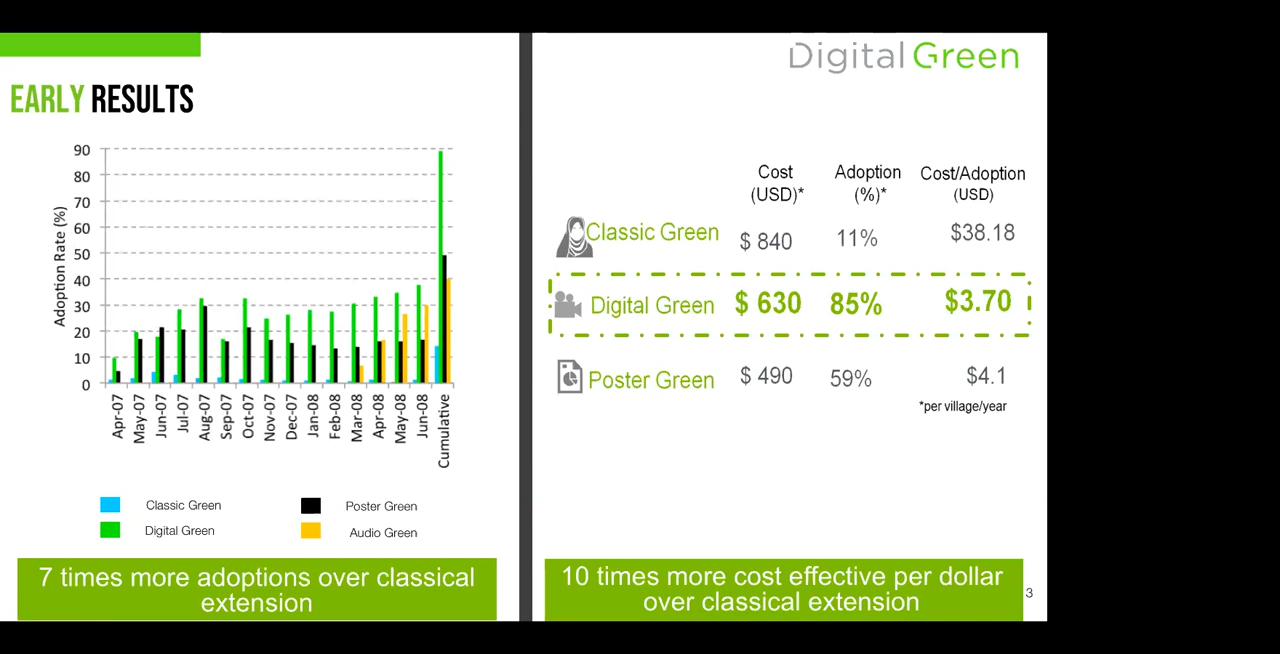 EARLY RESULTS
Adoption Rate (%)
90
80
70
60
50
40
30
20
10
0
Apr-07
May-07
Jun-07
Jul-07
Aug-07
Sep-07
Oct-07
Nov-07
Dec-07
Jan-08
Feb-08
Mar-08
Apr-08
May-08
Jun-08
Cumulative
Classic Green
Poster Green
Digital Green
Audio Green
7 times more adoptions over classical
extension
Digital Green
Cost
(USD)*
Adoption
(%)*
Cost/Adoption
(USD)
Classic Green $ 840 11% $38.18
Digital Green $ 630 85% $3.70
Poster Green $ 490 59% $4.1
*per village/year
10 times more cost effective per dollar
over classical extension
3